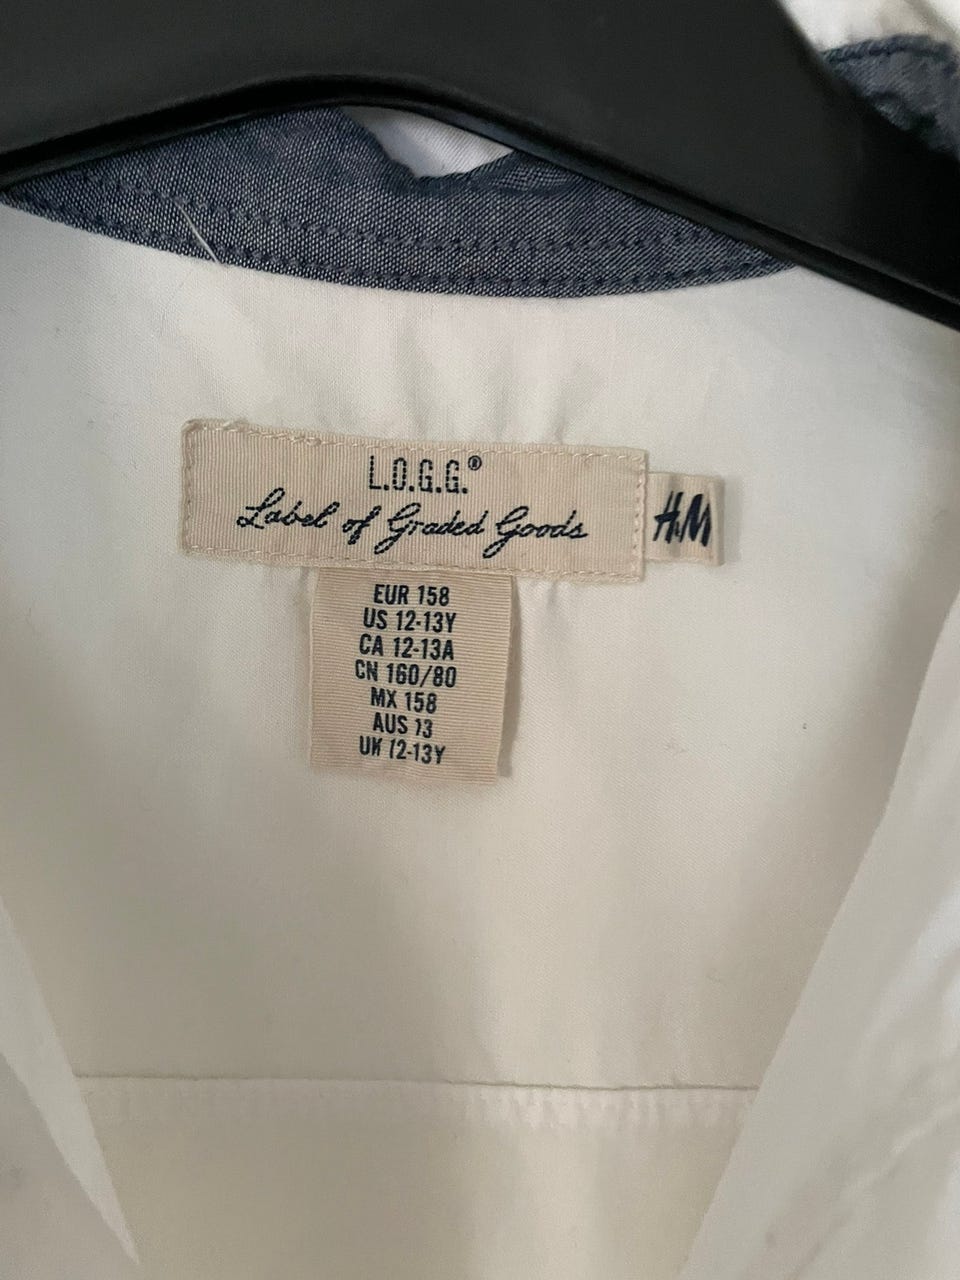 L.O.G.G.®
Label of Graded Goods
H&M
EUR 158
US 12-13Y
CA 12-13A
CN 160/80
MX 158
AUS 13
UK 12-13Y